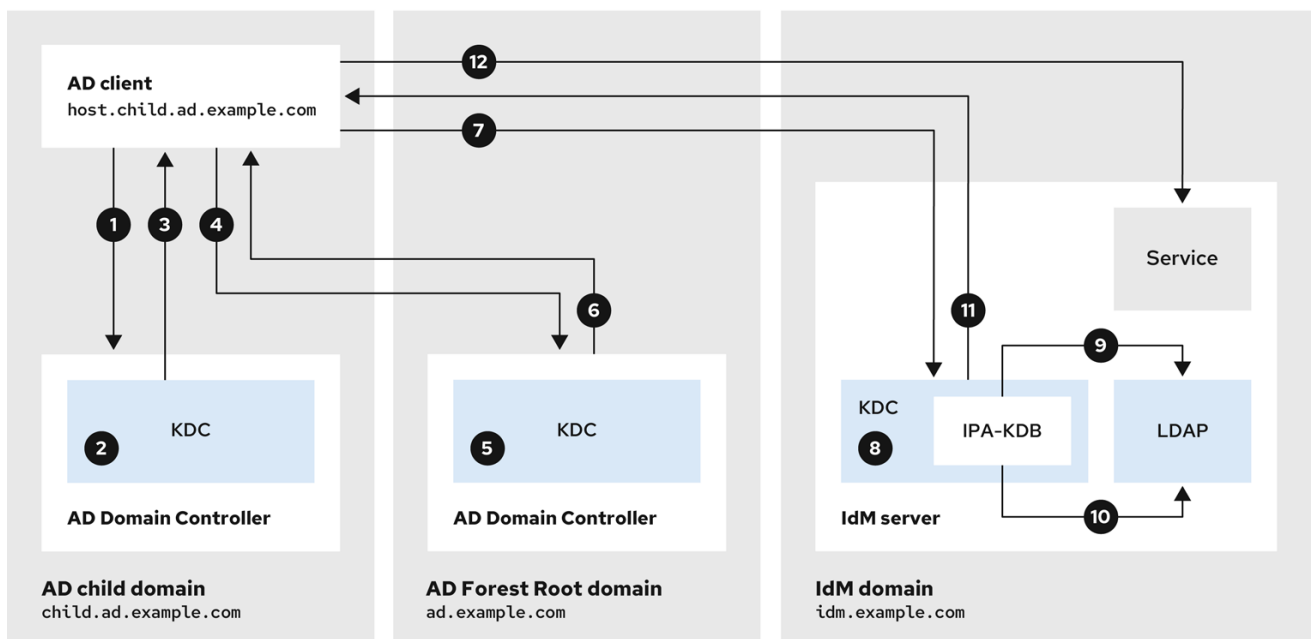 AD client
host.child.ad.example.com
12
7
1
3
4
6
11
Service
9
KDC
2
KDC
5
KDC
8
IPA-KDB
LDAP
10
AD Domain Controller
AD Domain Controller
IdM server
AD child domain
child.ad.example.com
AD Forest Root domain
ad.example.com
IdM domain
idm.example.com